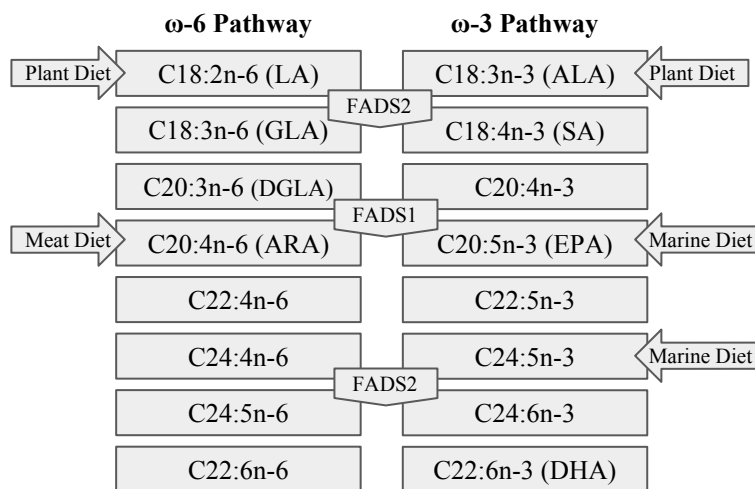 ω-6 Pathway ω-3 Pathway
Plant Diet C18:2n-6 (LA) C18:3n-3 (ALA) Plant Diet
FADS2
C18:3n-6 (GLA) C18:4n-3 (SA)
C20:3n-6 (DGLA) C20:4n-3
FADS1
Meat Diet C20:4n-6 (ARA) C20:5n-3 (EPA) Marine Diet
C22:4n-6 C22:5n-3
C24:4n-6 C24:5n-3 Marine Diet
FADS2
C24:5n-6 C24:6n-3
C22:6n-6 C22:6n-3 (DHA)